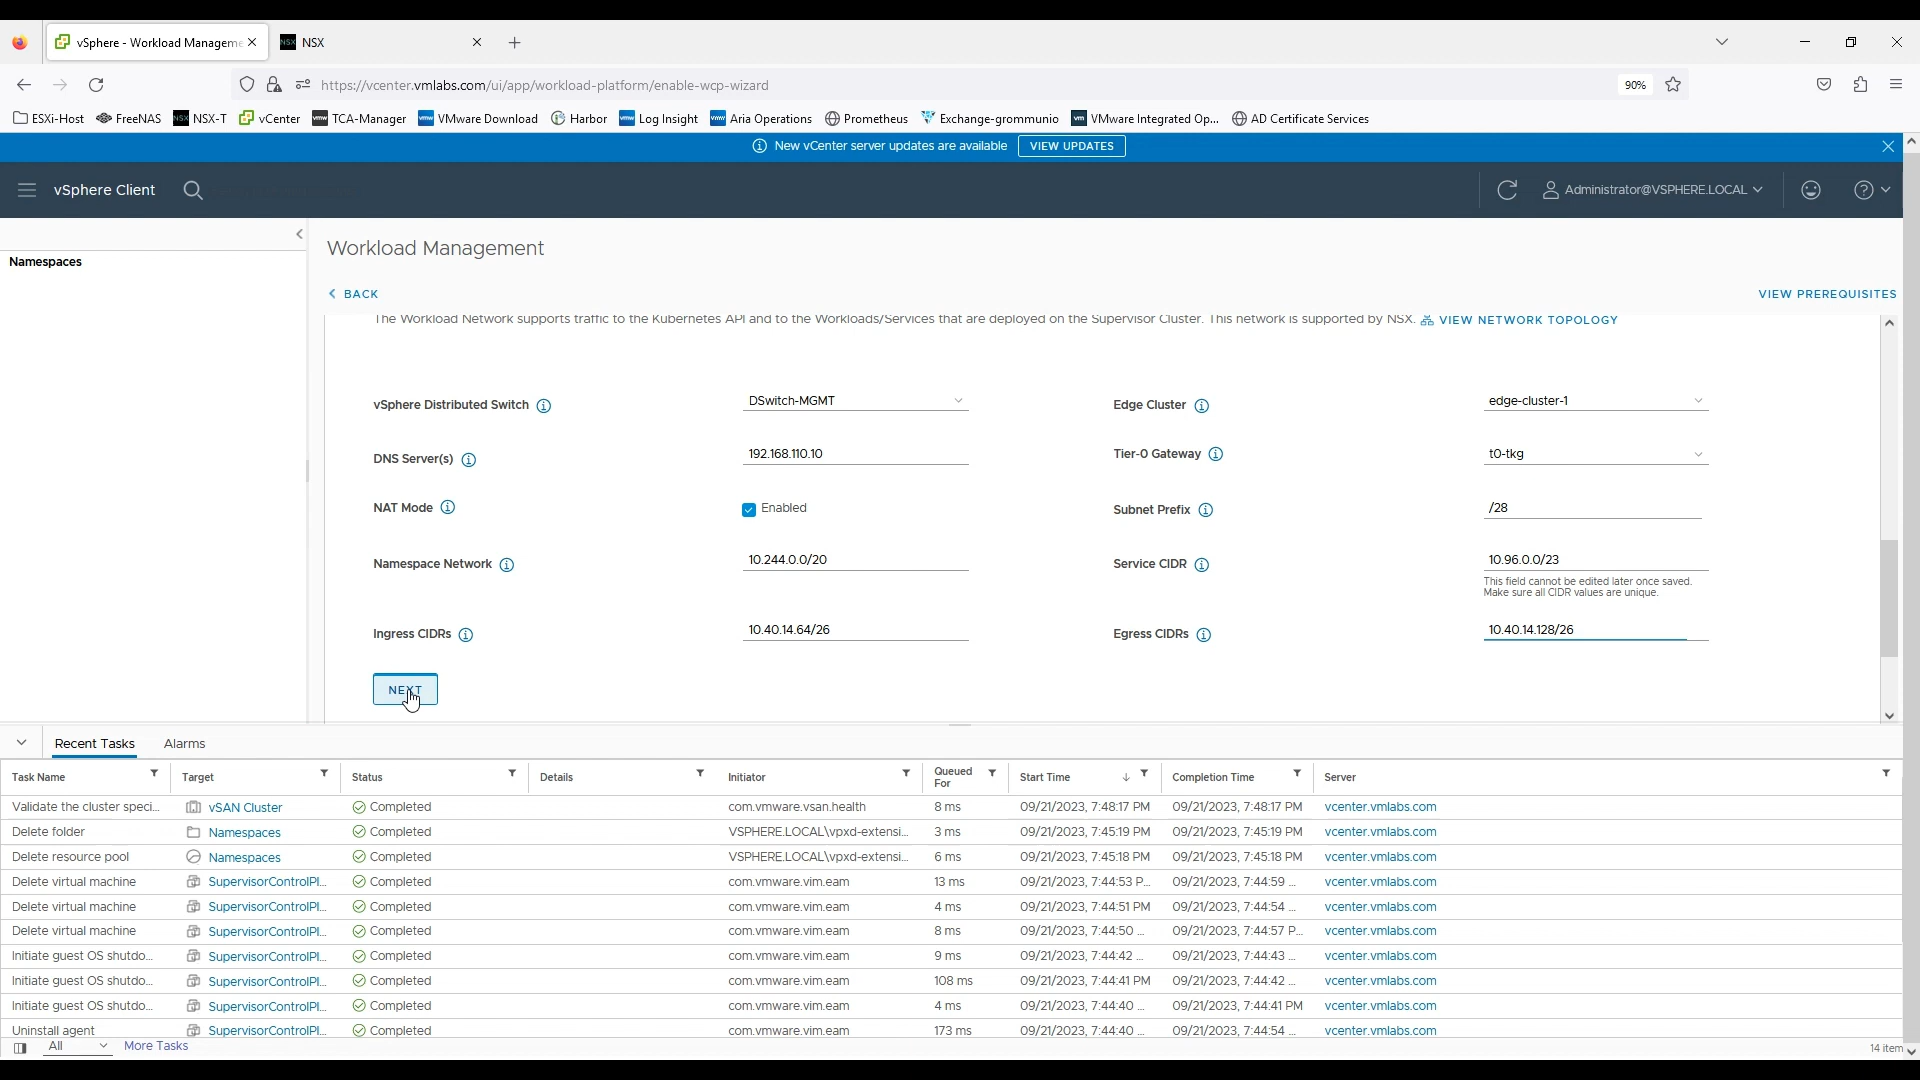 vSphere - Workload Manageme
NSX NSX
https://vcenter.vmlabs.com/ui/app/workload-platform/enable-wcp-wizard
90%
ESXi-Host FreeNAS NSX NSX-T vCenter vmw TCA-Manager vmw VMware Download Harbor vmw Log Insight vmw Aria Operations Prometheus Exchange-grommunio vm VMware Integrated Op... AD Certificate Services
New vCenter server updates are available VIEW UPDATES
vSphere Client Administrator@VSPHERE.LOCAL
Namespaces
Workload Management
BACK VIEW PREREQUISITES
The Workload Network supports traffic to the Kubernetes API and to the Workloads/Services that are deployed on the Supervisor Cluster. This network is supported by NSX. VIEW NETWORK TOPOLOGY
vSphere Distributed Switch DSwitch-MGMT Edge Cluster edge-cluster-1
DNS Server(s) 192.168.110.10 Tier-0 Gateway t0-tkg
NAT Mode Enabled Subnet Prefix /28
Namespace Network 10.244.0.0/20 Service CIDR 10.96.0.0/23
This field cannot be edited later once saved.
Make sure all CIDR values are unique.
Ingress CIDRs 10.40.14.64/26 Egress CIDRs 10.40.14.128/26
NEXT
Recent Tasks Alarms
Task Name Target Status Details Initiator Queued For Start Time Completion Time Server
Validate the cluster speci... vSAN Cluster Completed com.vmware.vsan.health 8 ms 09/21/2023, 7:48:17 PM 09/21/2023, 7:48:17 PM vcenter.vmlabs.com
Delete folder Namespaces Completed VSPHERE.LOCAL\vpxd-extensi... 3 ms 09/21/2023, 7:45:19 PM 09/21/2023, 7:45:19 PM vcenter.vmlabs.com
Delete resource pool Namespaces Completed VSPHERE.LOCAL\vpxd-extensi... 6 ms 09/21/2023, 7:45:18 PM 09/21/2023, 7:45:18 PM vcenter.vmlabs.com
Delete virtual machine SupervisorControlPl... Completed com.vmware.vim.eam 13 ms 09/21/2023, 7:44:53 P... 09/21/2023, 7:44:59 ... vcenter.vmlabs.com
Delete virtual machine SupervisorControlPl... Completed com.vmware.vim.eam 4 ms 09/21/2023, 7:44:51 PM 09/21/2023, 7:44:54 ... vcenter.vmlabs.com
Delete virtual machine SupervisorControlPl... Completed com.vmware.vim.eam 8 ms 09/21/2023, 7:44:50 ... 09/21/2023, 7:44:57 P... vcenter.vmlabs.com
Initiate guest OS shutdo... SupervisorControlPl... Completed com.vmware.vim.eam 9 ms 09/21/2023, 7:44:42 ... 09/21/2023, 7:44:43 ... vcenter.vmlabs.com
Initiate guest OS shutdo... SupervisorControlPl... Completed com.vmware.vim.eam 108 ms 09/21/2023, 7:44:41 PM 09/21/2023, 7:44:42 ... vcenter.vmlabs.com
Initiate guest OS shutdo... SupervisorControlPl... Completed com.vmware.vim.eam 4 ms 09/21/2023, 7:44:40 ... 09/21/2023, 7:44:41 PM vcenter.vmlabs.com
Uninstall agent SupervisorControlPl... Completed com.vmware.vim.eam 173 ms 09/21/2023, 7:44:40 ... 09/21/2023, 7:44:54 ... vcenter.vmlabs.com
All More Tasks 14 item